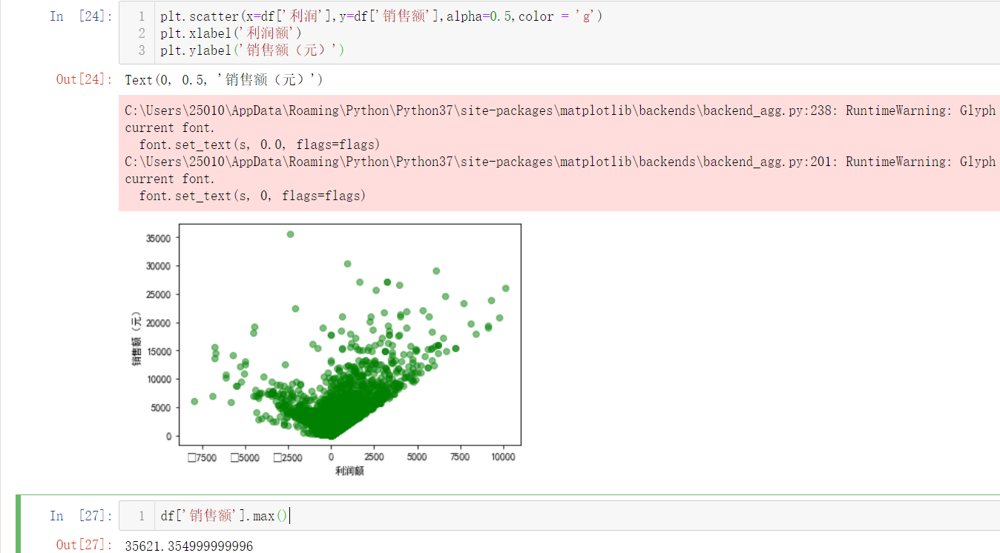 In [24]:
1 plt.scatter(x=df['利润'],y=df['销售额'],alpha=0.5,color = 'g')
2 plt.xlabel('利润额')
3 plt.ylabel('销售额（元）')
Out[24]: Text(0, 0.5, '销售额（元）')
C:\Users\25010\AppData\Roaming\Python\Python37\site-packages\matplotlib\backends\backend_agg.py:238: RuntimeWarning: Glyph
current font.
font.set_text(s, 0.0, flags=flags)
C:\Users\25010\AppData\Roaming\Python\Python37\site-packages\matplotlib\backends\backend_agg.py:201: RuntimeWarning: Glyph
current font.
font.set_text(s, 0, flags=flags)
35000
30000
25000
20000
15000
10000
5000
0
销售额（元）
□7500 □5000 □2500 0 2500 5000 7500 10000
利润额
In [27]: 1 df['销售额'].max()
Out[27]: 35621.354999999996